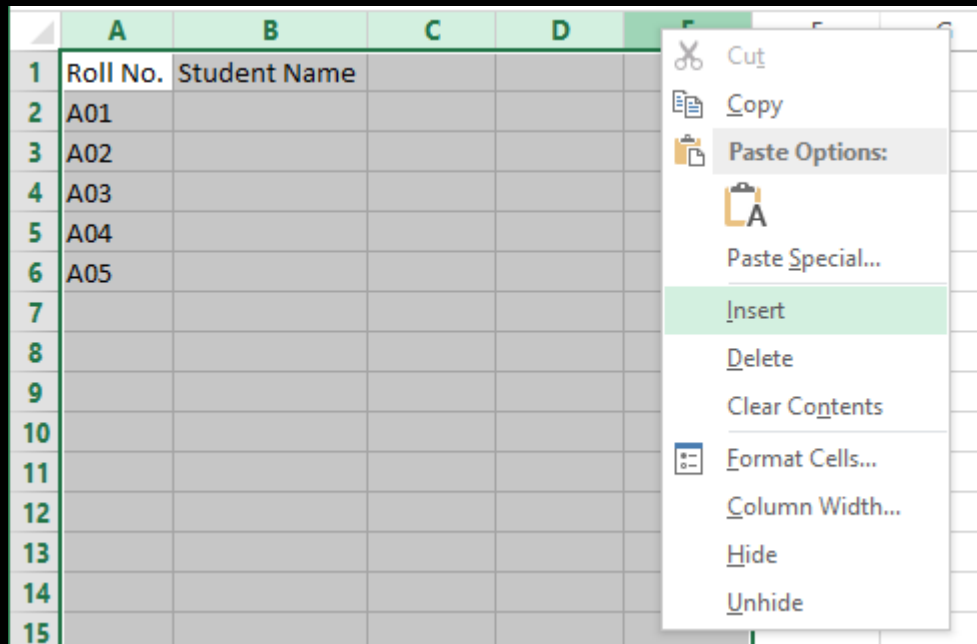 A B C D
1 Roll No. Student Name
2 A01
3 A02
4 A03
5 A04
6 A05
7
8
9
10
11
12
13
14
15
Cut
Copy
Paste Options:
A
Paste Special...
Insert
Delete
Clear Contents
Format Cells...
Column Width...
Hide
Unhide